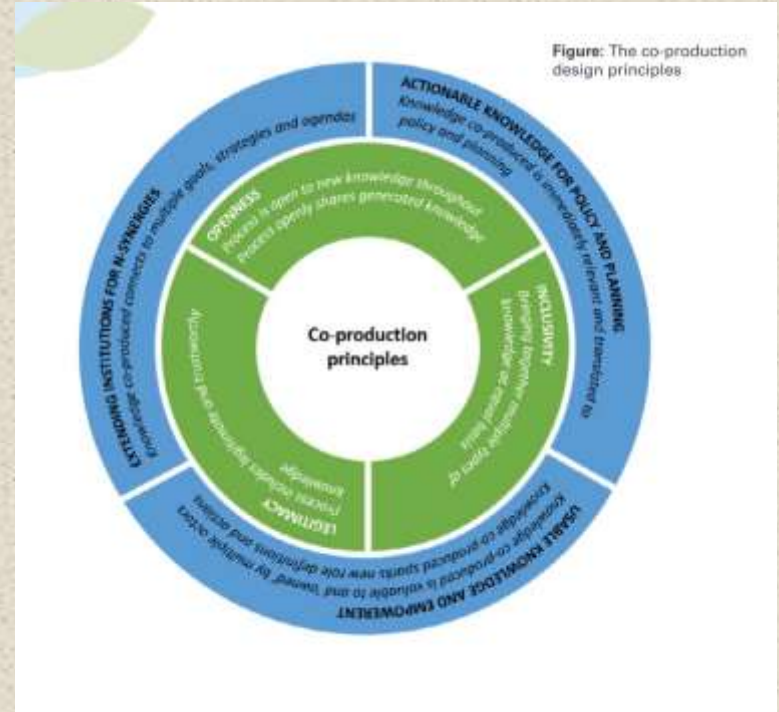 Figure: The co-production
design principles
ACTIONABLE KNOWLEDGE FOR POLICY AND PLANNING
Knowledge co-produced is immediately relevant and translated to
policy and planning
EXTENDING INSTITUTIONS FOR N-SYNERGIES
Knowledge co-produced connects to multiple goals, strategies and agendas
OPENNESS
Process is open to new knowledge throughout
Process openly shares generated knowledge
INCLUSIVITY
Bringing together multiple types of
knowledge on equal foots
Co-production
principles
LEGITIMACY
Process includes legitimate and trustworthy
knowledge
USABLE KNOWLEDGE AND EMPOWERENT
Knowledge co-produced is valuable to and 'owned' by multiple actors
Knowledge co-produced sparks new role definitions and actions